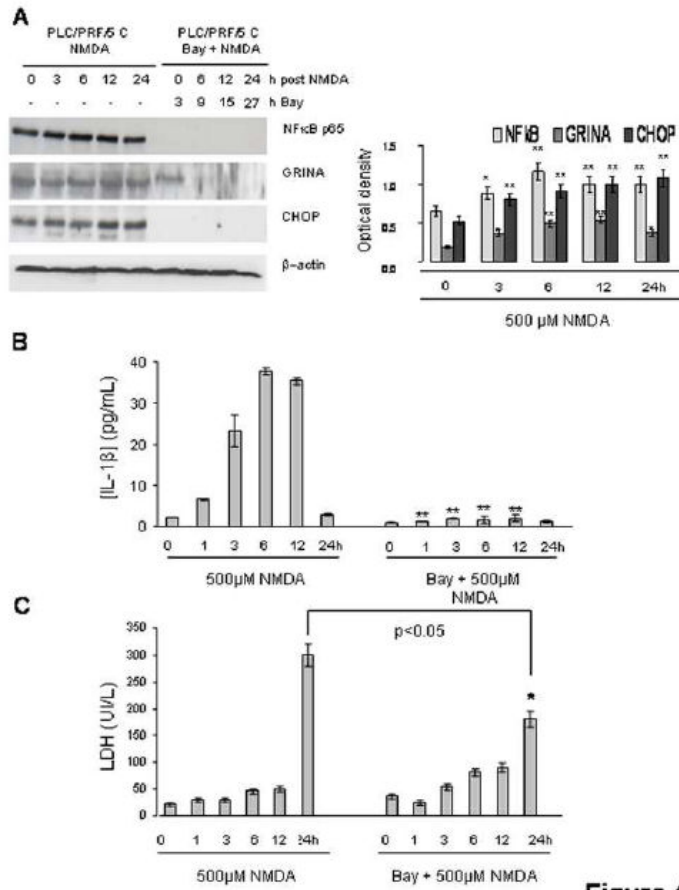 A
PLC/PRF/5 C PLC/PRF/5 C
NMDA Bay + NMDA
0 3 6 12 24 0 6 12 24 h post NMDA
- - - - - 3 9 15 27 h Bay
NFκB p65
GRINA
CHOP
β-actin
NFkB GRINA CHOP
Optical density
1.5
1.0
0.5
0.0
* ** ** ** ** ** ** ** ** ** * **
0 3 6 12 24h
500 µM NMDA
B
[IL-1β] (pg/mL)
40
30
20
10
0
** ** ** **
0 1 3 6 12 24h 0 1 3 6 12 24h
500µM NMDA Bay + 500µM
NMDA
C
p<0.05
LDH (UI/L)
350
300
250
200
150
100
50
0
*
0 1 3 6 12 24h 0 1 3 6 12 24h
500µM NMDA Bay + 500µM NMDA